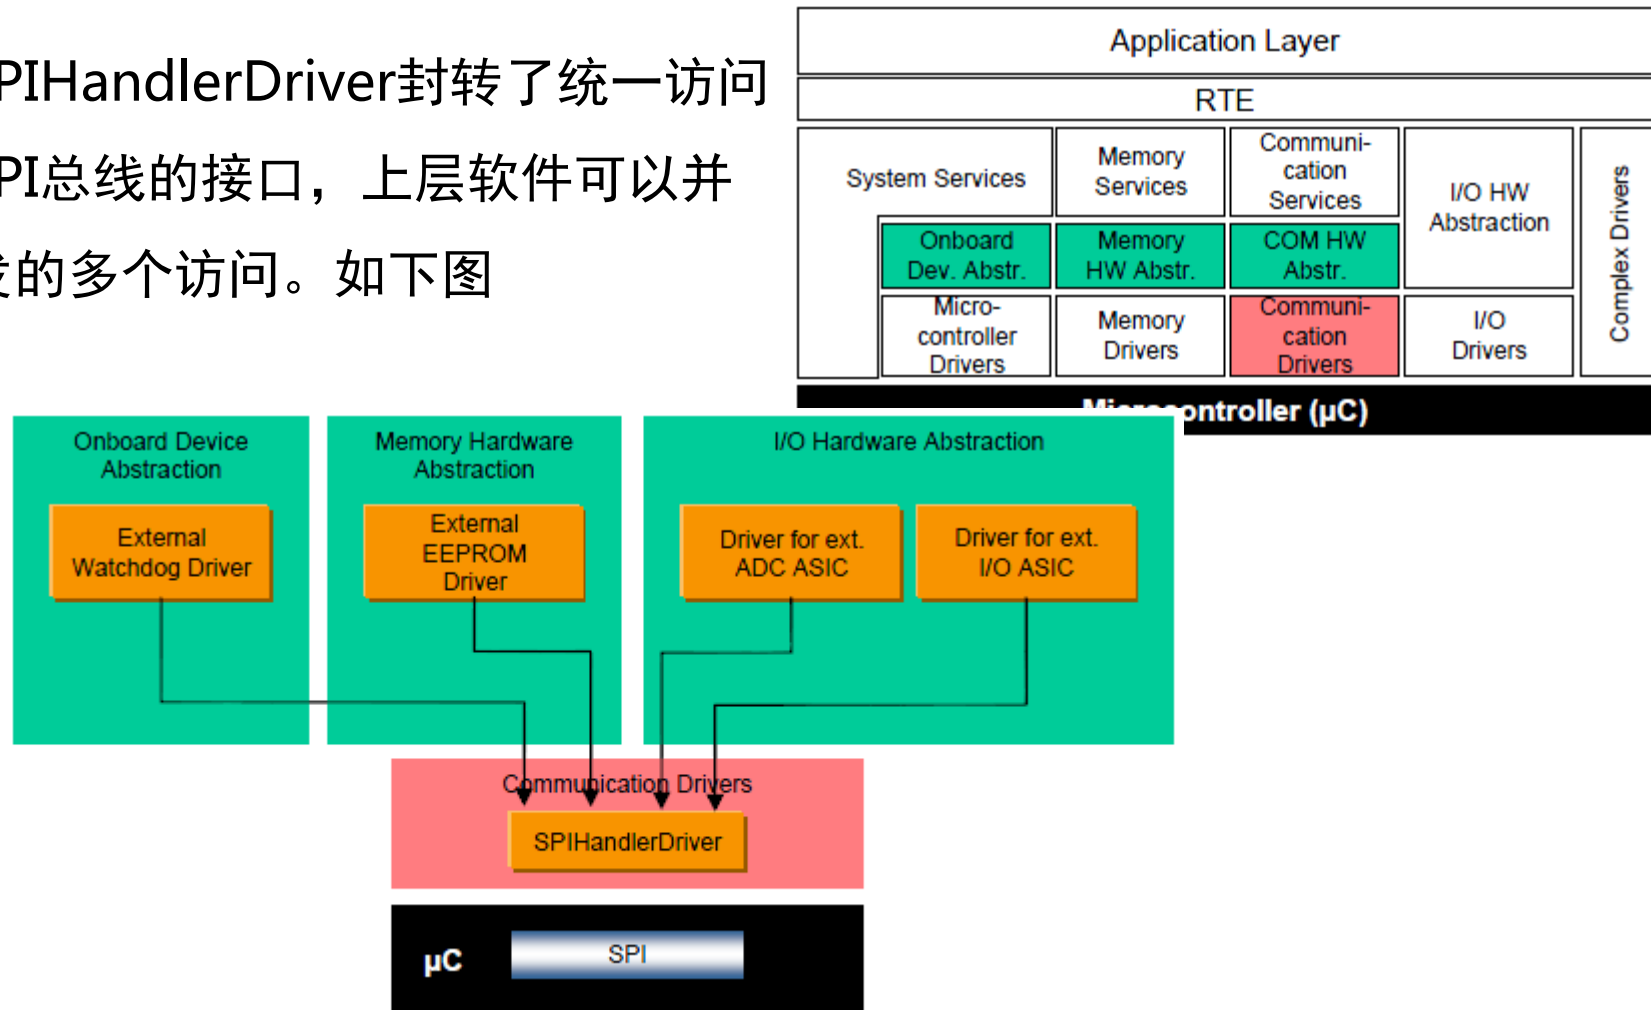 PIHandlerDriver封转了统一访问
PI总线的接口，上层软件可以并
发的多个访问。如下图
Application Layer
RTE
System Services
Memory
Services
Communi-
cation
Services
I/O HW
Abstraction
Complex Drivers
Onboard
Dev. Abstr.
Memory
HW Abstr.
COM HW
Abstr.
Micro-
controller
Drivers
Memory
Drivers
Communi-
cation
Drivers
I/O
Drivers
Microcontroller (µC)
Onboard Device
Abstraction
Memory Hardware
Abstraction
I/O Hardware Abstraction
External
Watchdog Driver
External
EEPROM
Driver
Driver for ext.
ADC ASIC
Driver for ext.
I/O ASIC
Communication Drivers
SPIHandlerDriver
µC
SPI